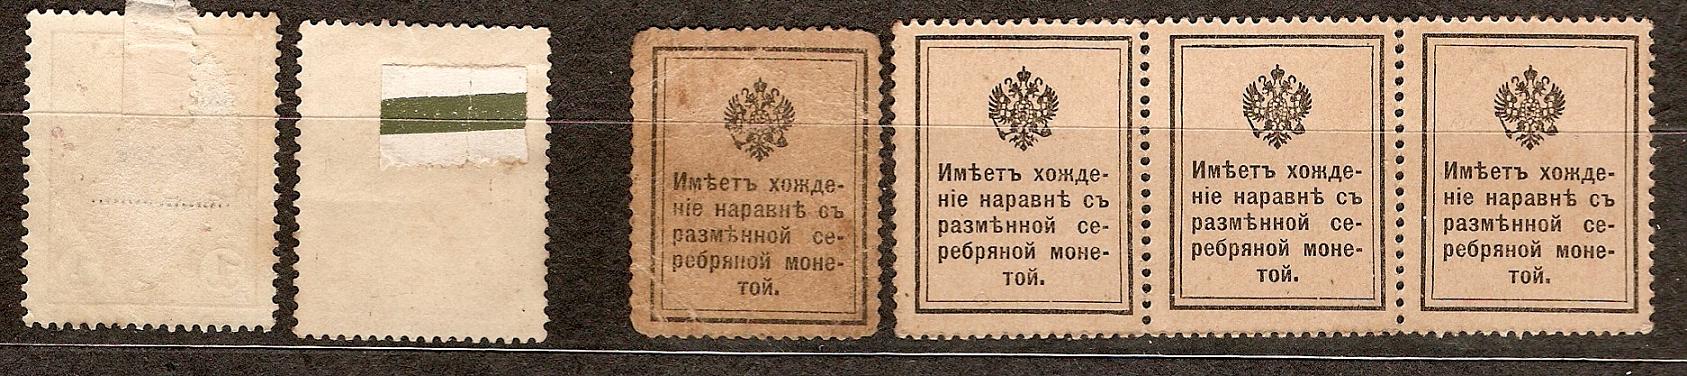 Имѣетъ хожде-
ніе наравнѣ съ
размѣнной се-
ребряной моне-
той.
Имѣетъ хожде-
ніе наравнѣ съ
размѣнной се-
ребряной моне-
той.
Имѣетъ хожде-
ніе наравнѣ съ
размѣнной се-
ребряной моне-
той.
Имѣетъ хожде-
ніе наравнѣ съ
размѣнной се-
ребряной моне-
той.